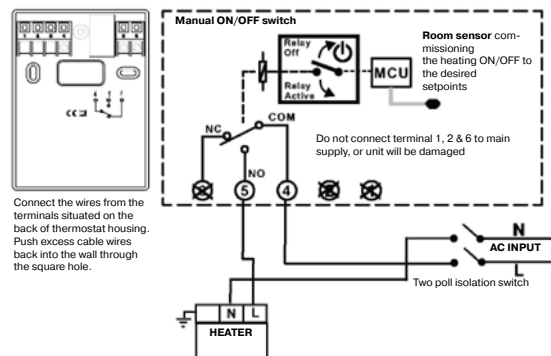 Manual ON/OFF switch
Relay
Off
Relay
Active
MCU
Room sensor com-
missioning
the heating ON/OFF to
the desired
setpoints
NC
COM
NO
Do not connect terminal 1, 2 & 6 to main
supply, or unit will be damaged
5
4
Connect the wires from the
terminals situated on the
back of thermostat housing.
Push excess cable wires
back into the wall through
the square hole.
N
AC INPUT
L
Two poll isolation switch
N L
HEATER